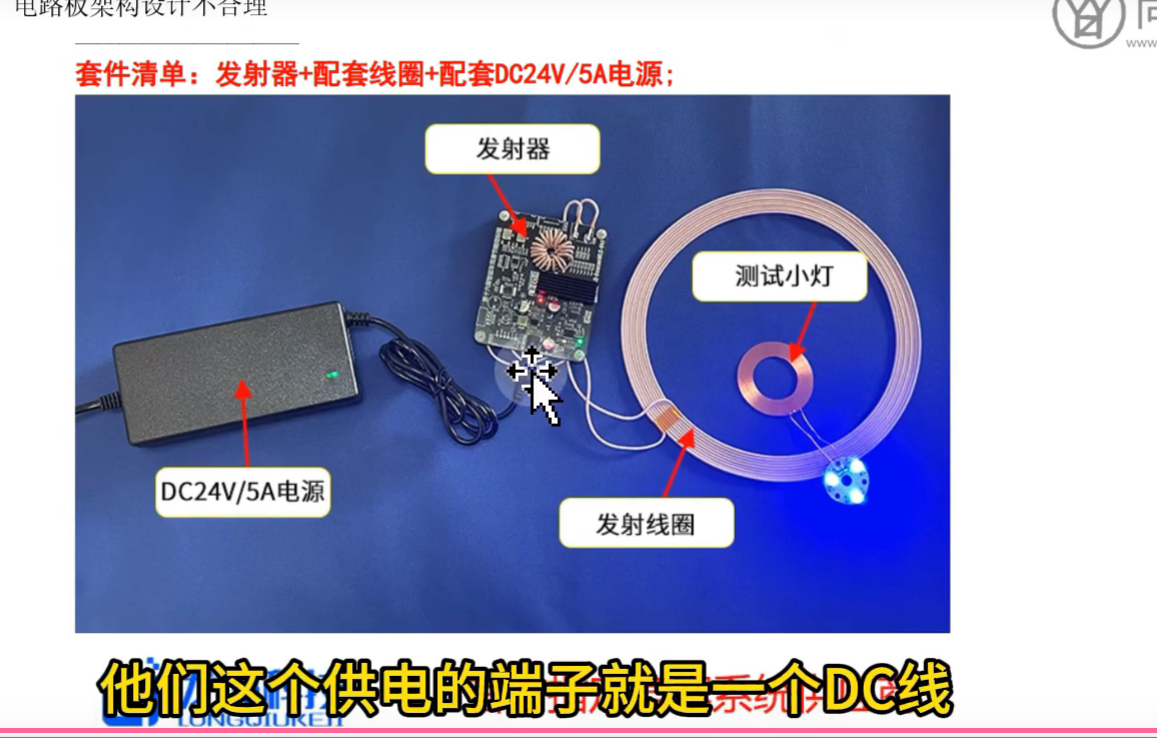 电路板架构设计不合理
www
套件清单：发射器+配套线圈+配套DC24V/5A电源;
发射器
测试小灯
DC24V/5A电源
发射线圈
他们这个供电的端子就是一个DC线
LONGQIUKEJI